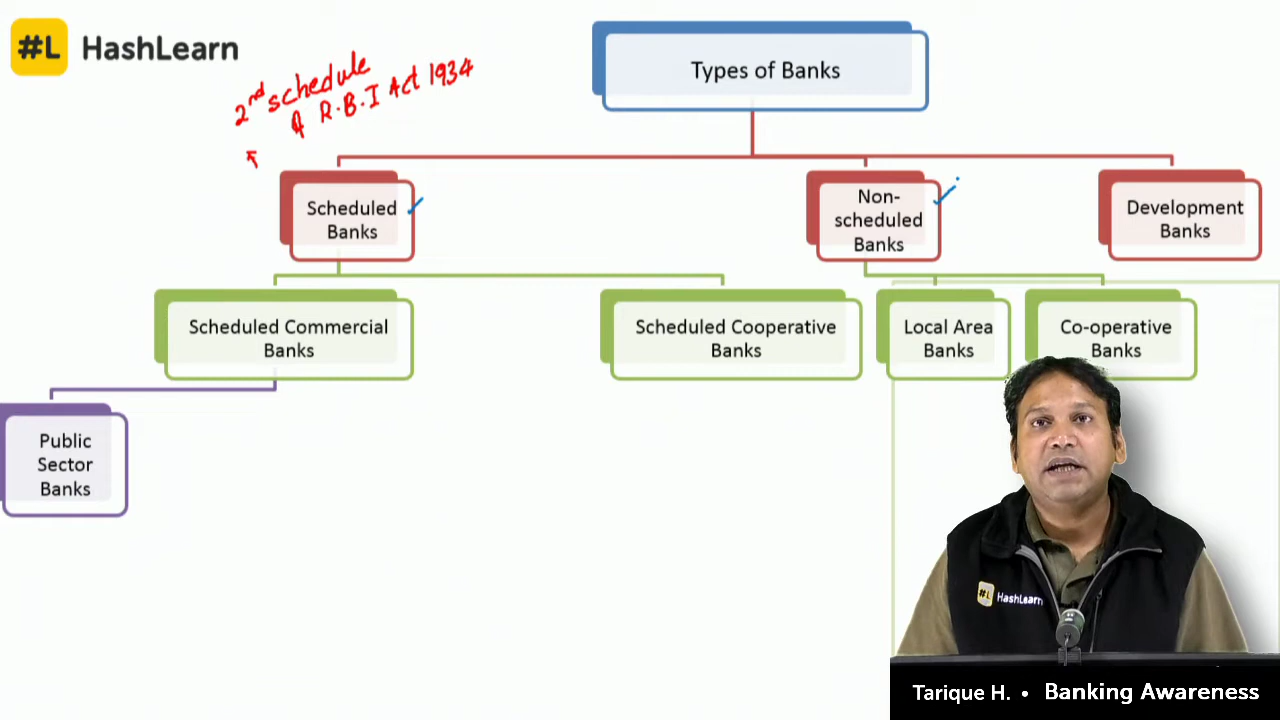 #L HashLearn
Types of Banks
2nd schedule
of R.B.I Act 1934
Scheduled
Banks
Non-
scheduled
Banks
Development
Banks
Scheduled Commercial
Banks
Scheduled Cooperative
Banks
Local Area
Banks
Co-operative
Banks
Public
Sector
Banks
#L HashLearn
Tarique H. • Banking Awareness